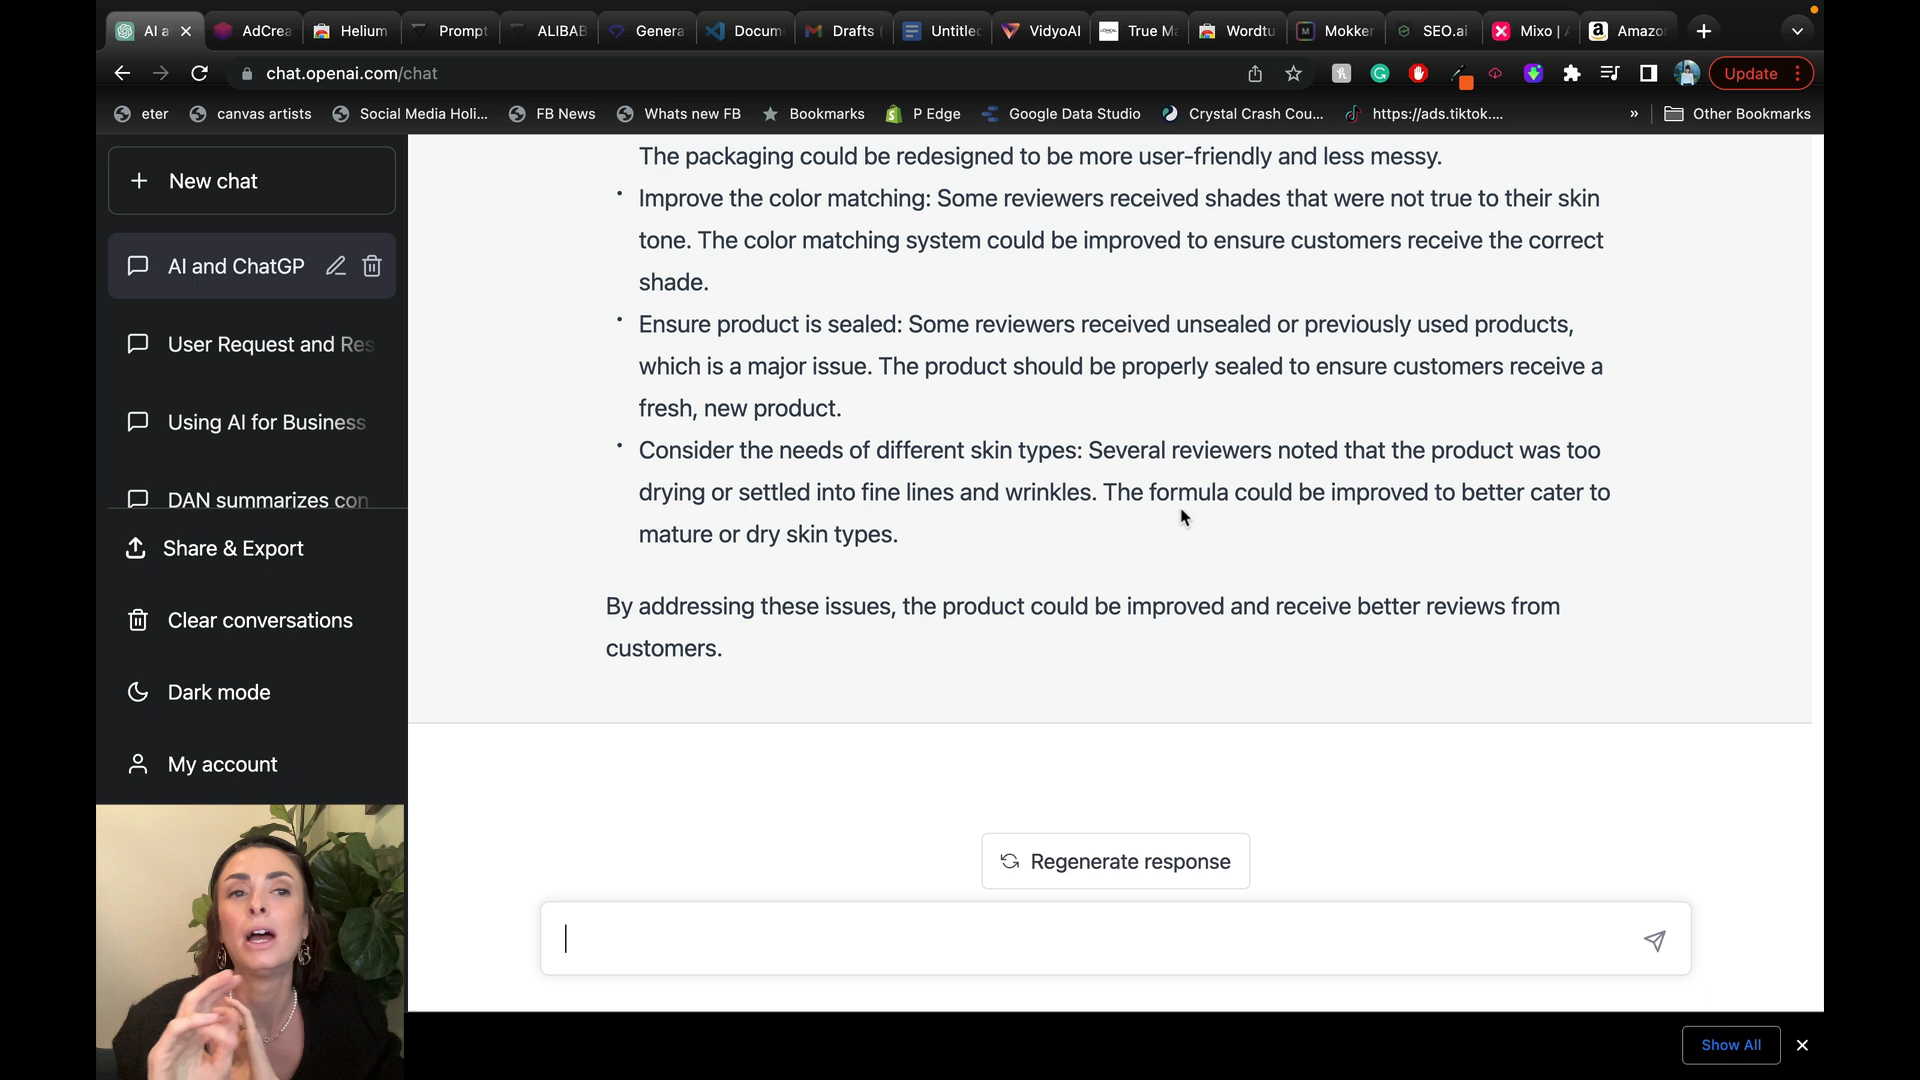 AI a
AdCrea
Helium
Prompt
ALIBAB
Genera
Docum
Drafts (
Untitle
VidyoAI
True Ma
Wordtu
Mokker
SEO.ai
Mixo | A
Amazo
chat.openai.com/chat
Update
eter
canvas artists
Social Media Holi...
FB News
Whats new FB
Bookmarks
P Edge
Google Data Studio
Crystal Crash Cou...
https://ads.tiktok....
»
Other Bookmarks
New chat
AI and ChatGP
User Request and Res
Using AI for Business
DAN summarizes con
Share & Export
Clear conversations
Dark mode
My account
The packaging could be redesigned to be more user-friendly and less messy.
• Improve the color matching: Some reviewers received shades that were not true to their skin
tone. The color matching system could be improved to ensure customers receive the correct
shade.
• Ensure product is sealed: Some reviewers received unsealed or previously used products,
which is a major issue. The product should be properly sealed to ensure customers receive a
fresh, new product.
• Consider the needs of different skin types: Several reviewers noted that the product was too
drying or settled into fine lines and wrinkles. The formula could be improved to better cater to
mature or dry skin types.
By addressing these issues, the product could be improved and receive better reviews from
customers.
Regenerate response
Show All